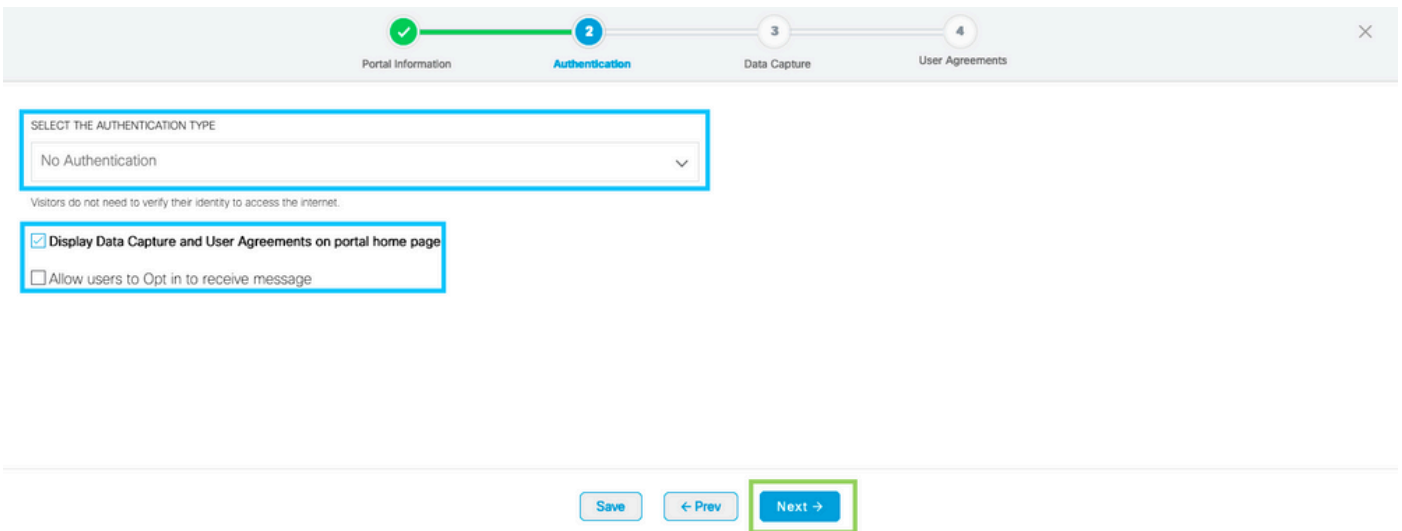 2
3
4
Portal Information
Authentication
Data Capture
User Agreements
SELECT THE AUTHENTICATION TYPE
No Authentication
Visitors do not need to verify their identity to access the internet.
Display Data Capture and User Agreements on portal home page
Allow users to Opt in to receive message
Save
← Prev
Next →